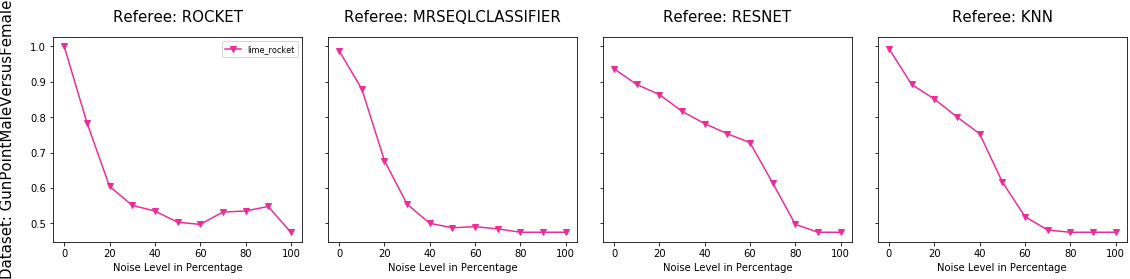 Dataset: GunPointMaleVersusFemale
Referee: ROCKET
Referee: MRSEQLCLASSIFIER
Referee: RESNET
Referee: KNN
lime_rocket
1.0
0.9
0.8
0.7
0.6
0.5
0 20 40 60 80 100
0 20 40 60 80 100
0 20 40 60 80 100
0 20 40 60 80 100
Noise Level in Percentage
Noise Level in Percentage
Noise Level in Percentage
Noise Level in Percentage